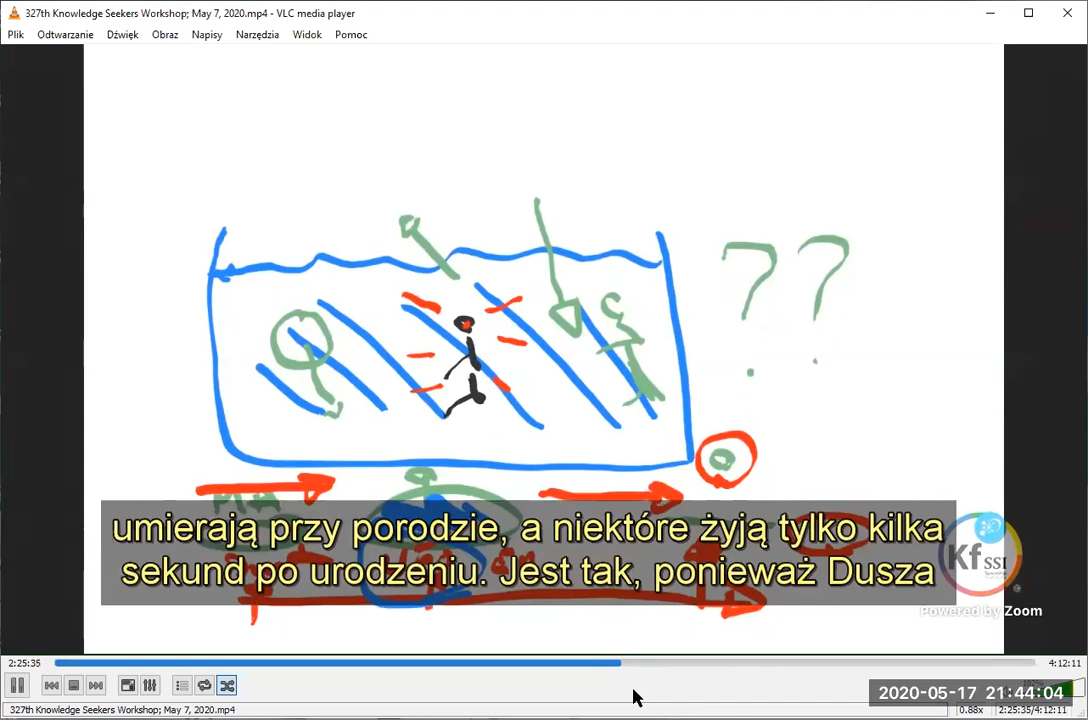 327th Knowledge Seekers Workshop; May 7, 2020.mp4 - VLC media player
Plik Odtwarzanie Dźwięk Obraz Napisy Narzędzia Widok Pomoc
? ?
MA
umierają przy porodzie, a niektóre żyją tylko kilka
sekund po urodzeniu. Jest tak, ponieważ Dusza
Kf SSI
Powered by Zoom
2:25:35 4:12:11
102%
2020-05-17 21:44:04
327th Knowledge Seekers Workshop; May 7, 2020.mp4 0.88x 2:25:35/4:12:11